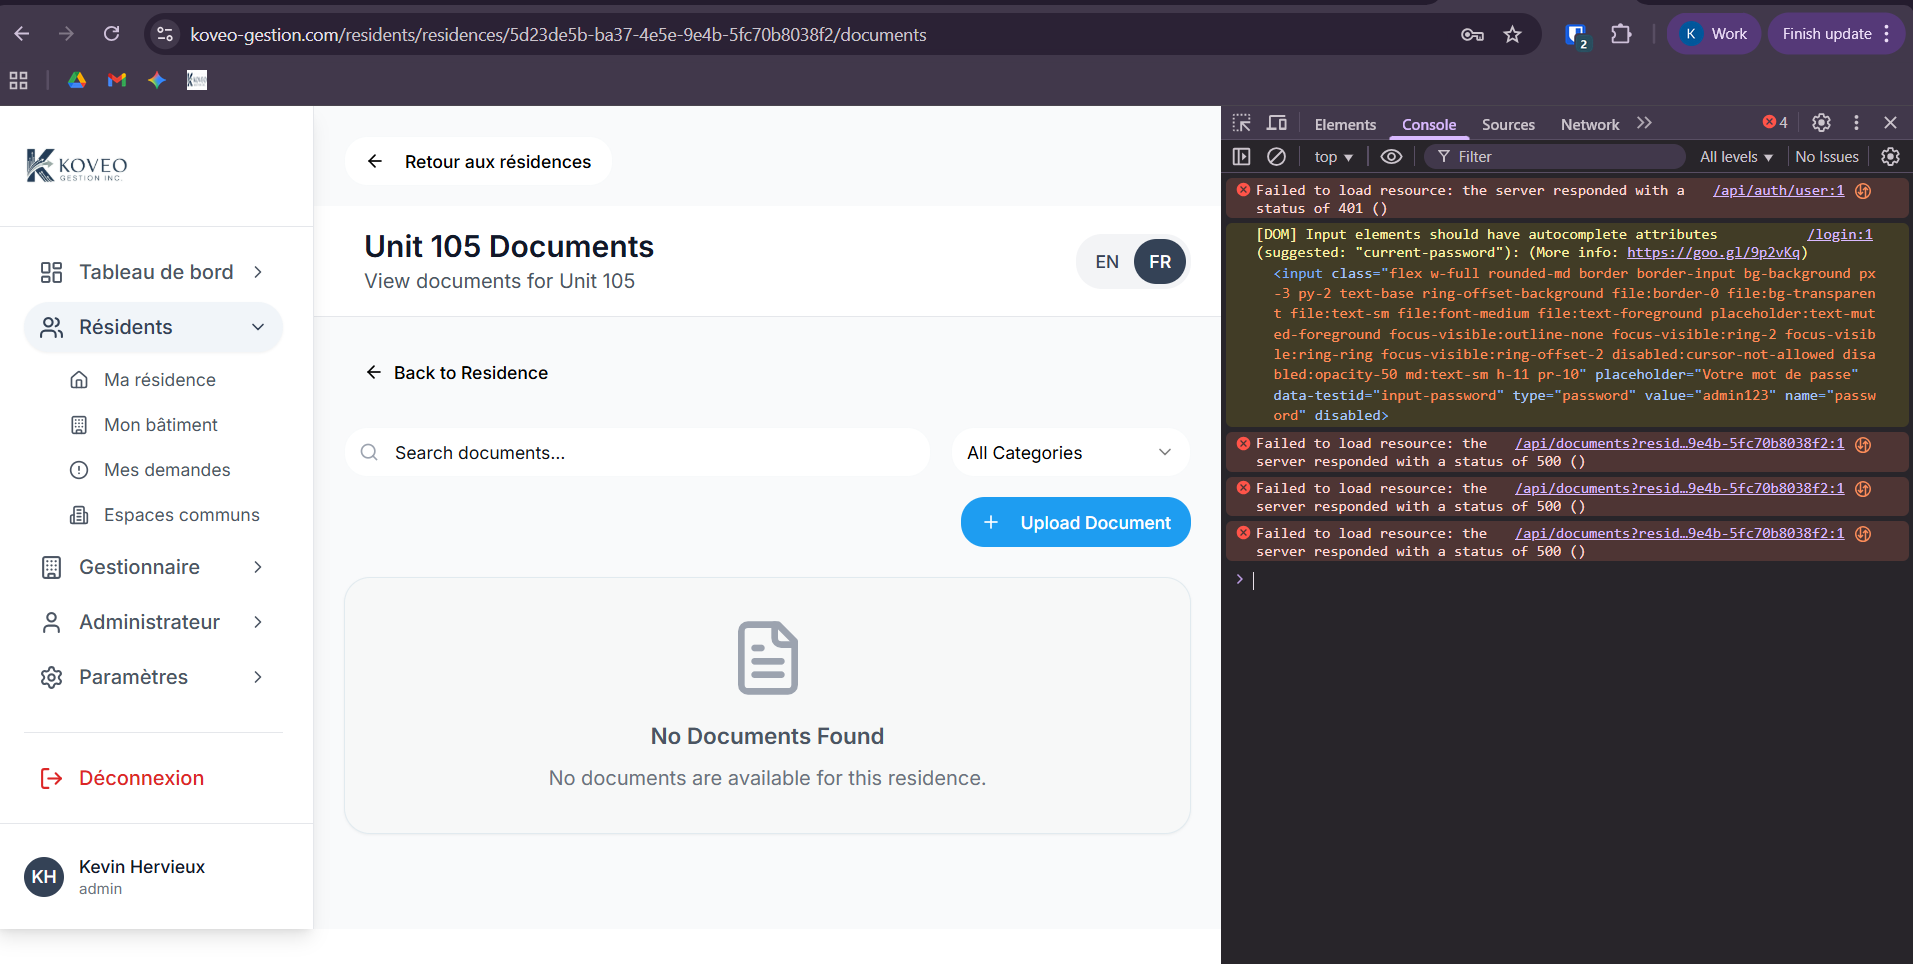 koveo-gestion.com/residents/residences/5d23de5b-ba37-4e5e-9e4b-5fc70b8038f2/documents
2
K Work
Finish update
KOVEO
GESTION INC.
Tableau de bord
Résidents
Ma résidence
Mon bâtiment
Mes demandes
Espaces communs
Gestionnaire
Administrateur
Paramètres
Déconnexion
KH
Kevin Hervieux
admin
Retour aux résidences
Unit 105 Documents
View documents for Unit 105
EN FR
Back to Residence
Search documents...
All Categories
Upload Document
No Documents Found
No documents are available for this residence.
Elements Console Sources Network 4
top Filter All levels No Issues
Failed to load resource: the server responded with a /api/auth/user:1
status of 401 ()
[DOM] Input elements should have autocomplete attributes /login:1
(suggested: "current-password"): (More info: https://goo.gl/9p2vKq)
<input class="flex w-full rounded-md border border-input bg-background px
-3 py-2 text-base ring-offset-background file:border-0 file:bg-transparen
t file:text-sm file:font-medium file:text-foreground placeholder:text-mut
ed-foreground focus-visible:outline-none focus-visible:ring-2 focus-visib
le:ring-ring focus-visible:ring-offset-2 disabled:cursor-not-allowed disa
bled:opacity-50 md:text-sm h-11 pr-10" placeholder="Votre mot de passe"
data-testid="input-password" type="password" value="admin123" name="passw
ord" disabled>
Failed to load resource: the /api/documents?resid…9e4b-5fc70b8038f2:1
server responded with a status of 500 ()
Failed to load resource: the /api/documents?resid…9e4b-5fc70b8038f2:1
server responded with a status of 500 ()
Failed to load resource: the /api/documents?resid…9e4b-5fc70b8038f2:1
server responded with a status of 500 ()